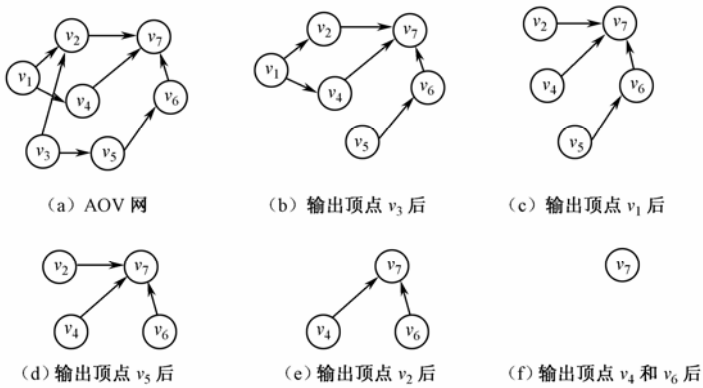 v2 v7
v1
v4 v6
v3 v5
(a) AOV 网
v2 v7
v1
v4 v6
v5
(b) 输出顶点 v3 后
v2 v7
v4 v6
v5
(c) 输出顶点 v1 后
v2 v7
v4 v6
(d) 输出顶点 v5 后
v7
v4 v6
(e) 输出顶点 v2 后
v7
(f) 输出顶点 v4 和 v6 后